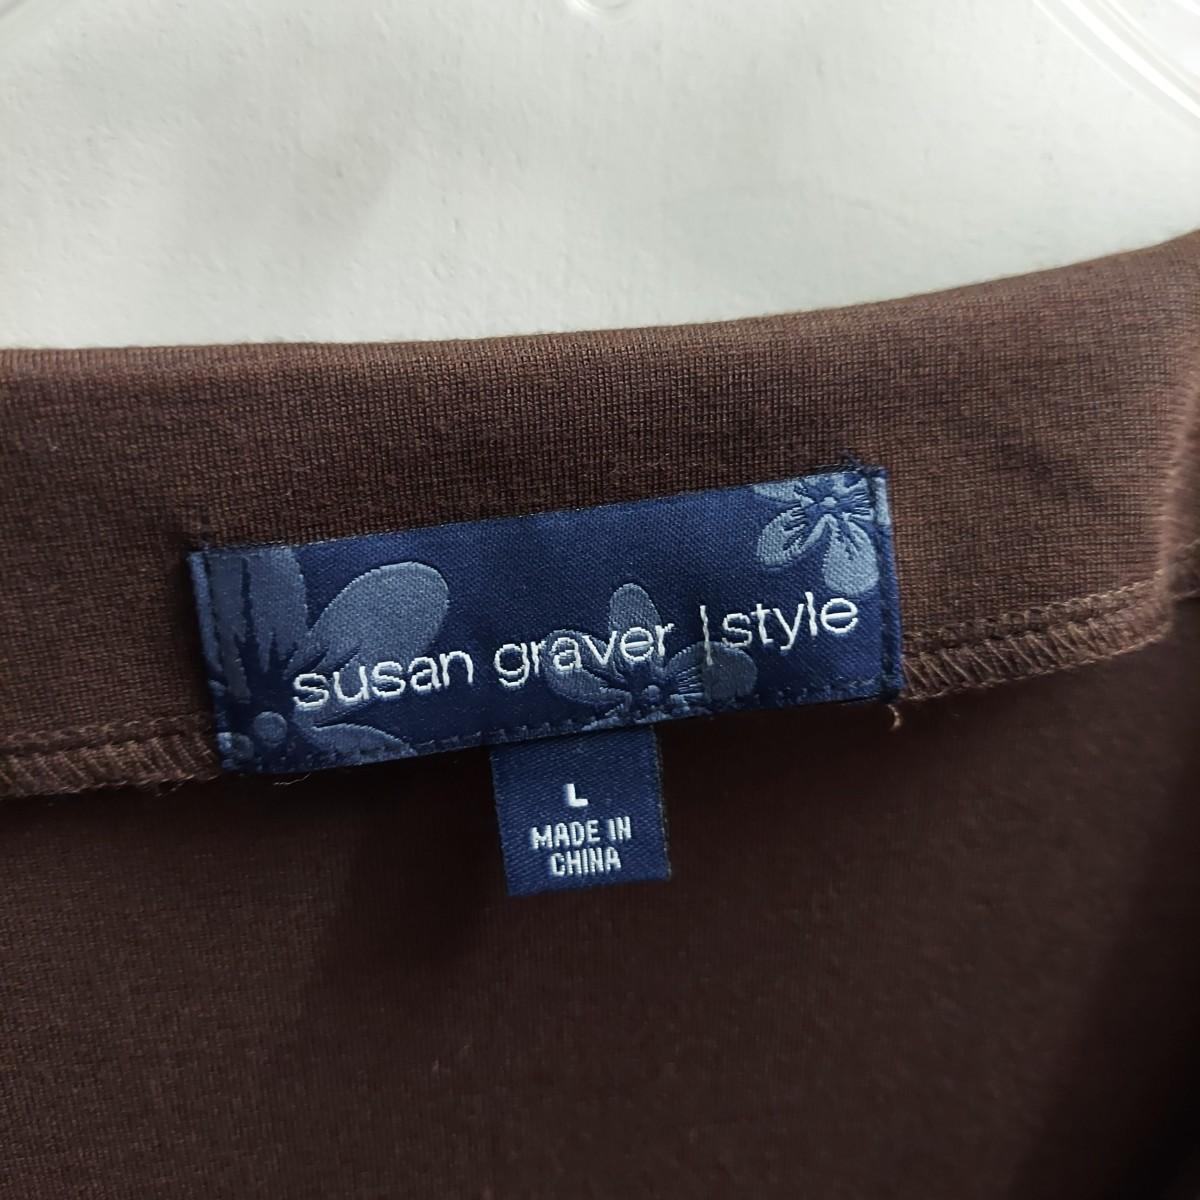 susan graver | style
L
MADE IN
CHINA